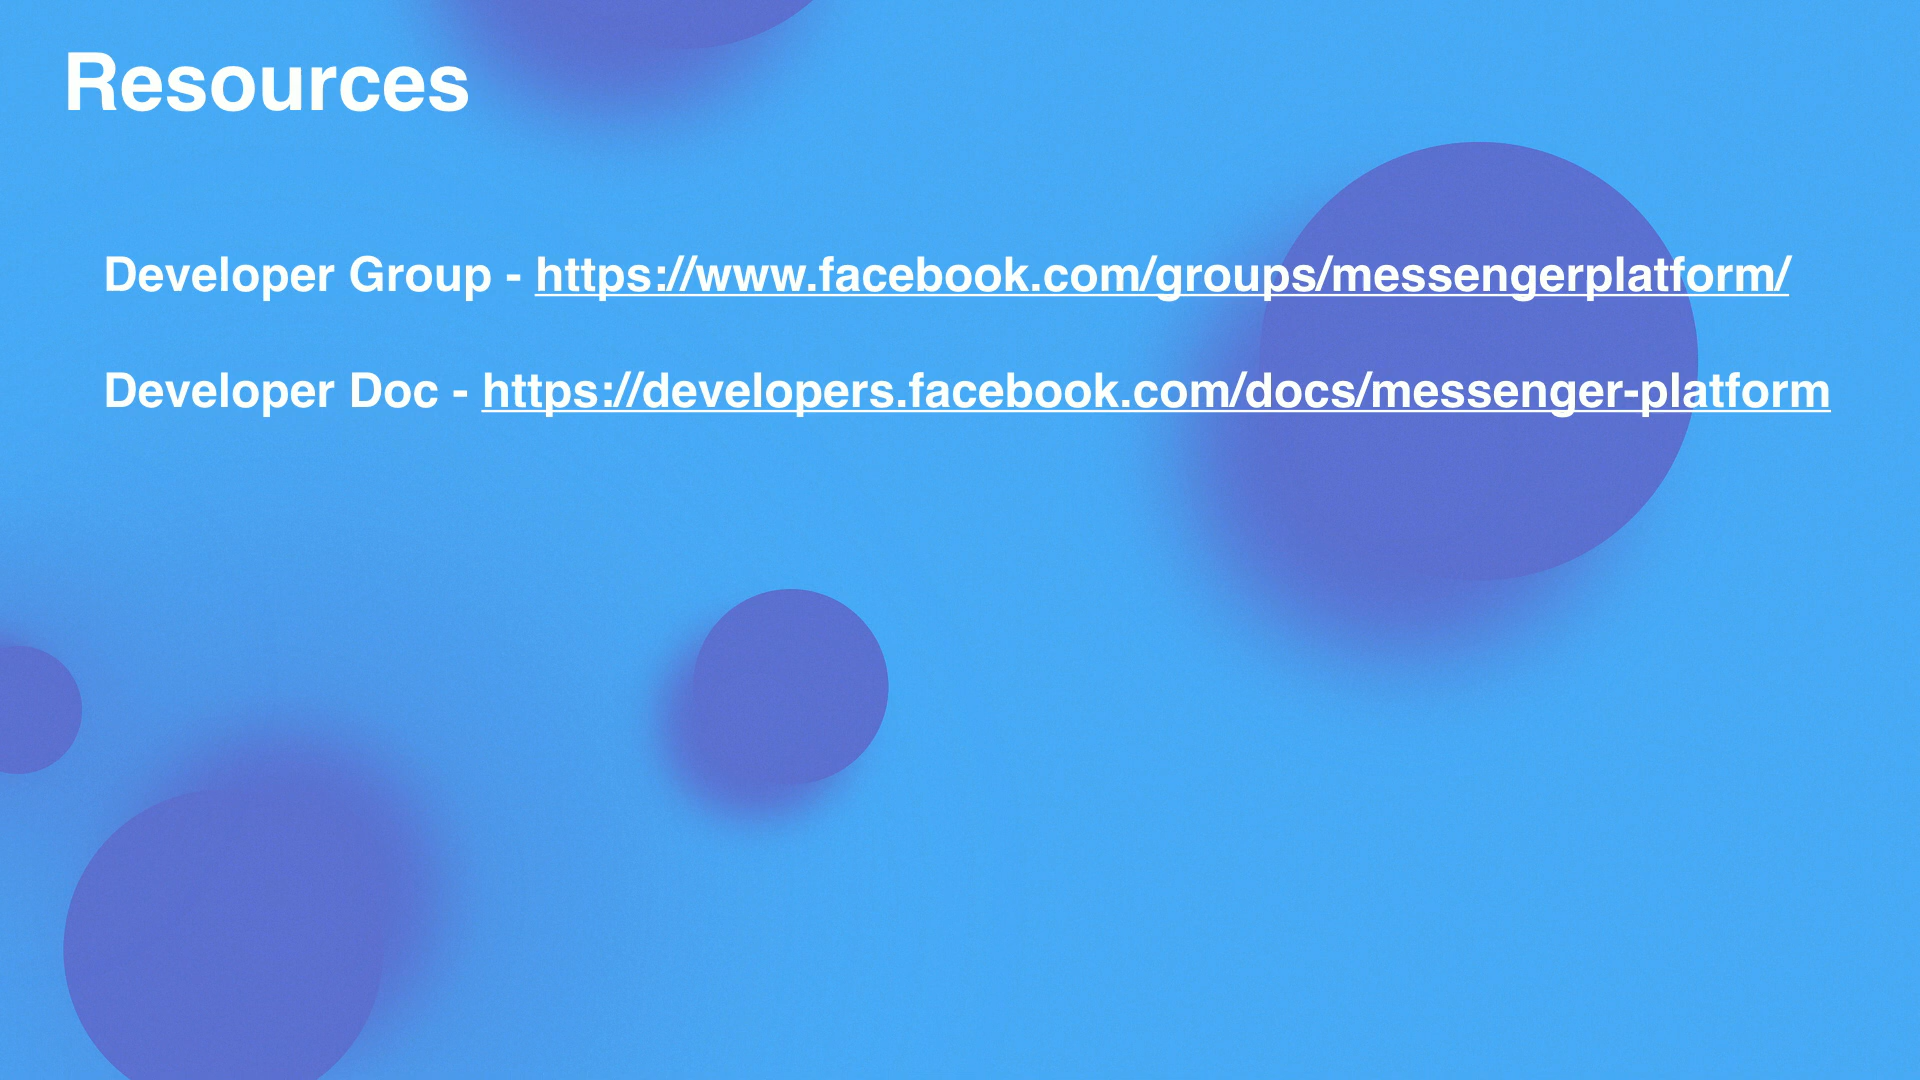 Resources
Developer Group - https://www.facebook.com/groups/messengerplatform/
Developer Doc - https://developers.facebook.com/docs/messenger-platform